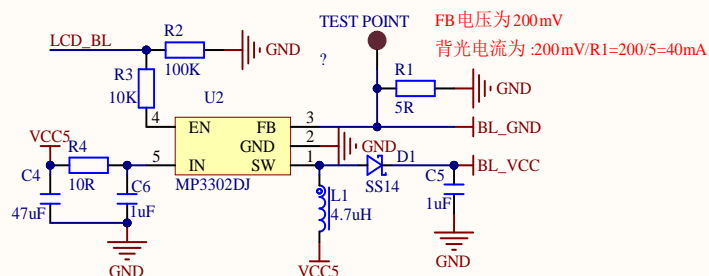 TEST POINT
FB电压为200mV
LCD_BL
R2
GND
背光电流为 :200mV/R1=200/5=40mA
?
R3
100K
R1
GND
10K
U2
5R
4
EN
FB
3
BL_GND
GND
2
GND
VCC5
R4
5
IN
SW
1
D1
BL_VCC
C4
10R
C6
MP3302DJ
SS14
C5
47uF
1uF
L1
4.7uH
1uF
GND
VCC5
GND